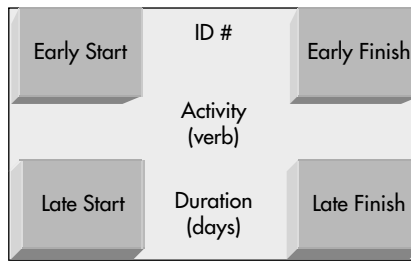 Early Start
ID #
Early Finish
Activity
(verb)
Late Start
Duration
(days)
Late Finish